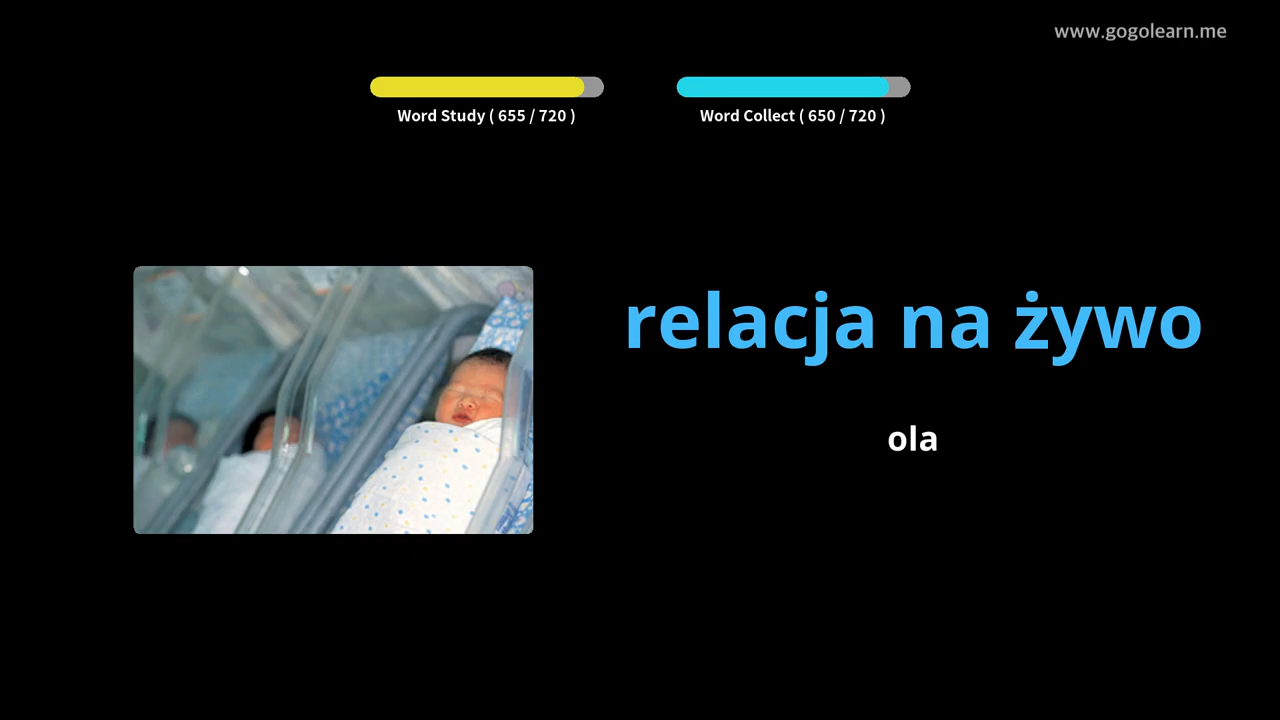 www.gogolearn.me
Word Study ( 655 / 720 )
Word Collect ( 650 / 720 )
relacja na żywo
ola